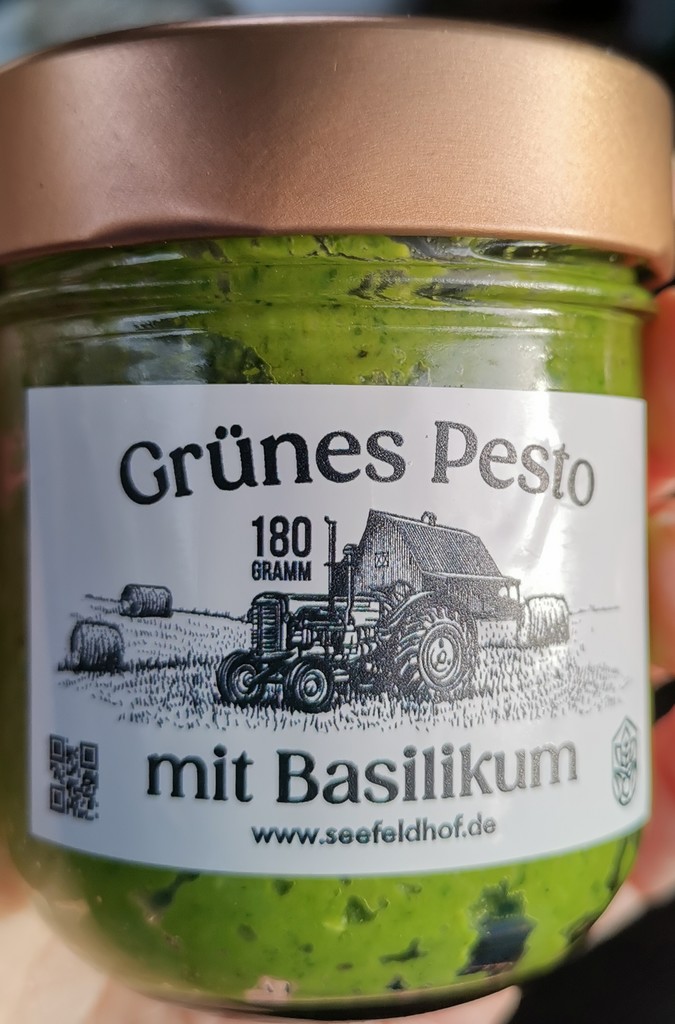 Grünes Pesto
180
GRAMM
mit Basilikum
www.seefeldhof.de